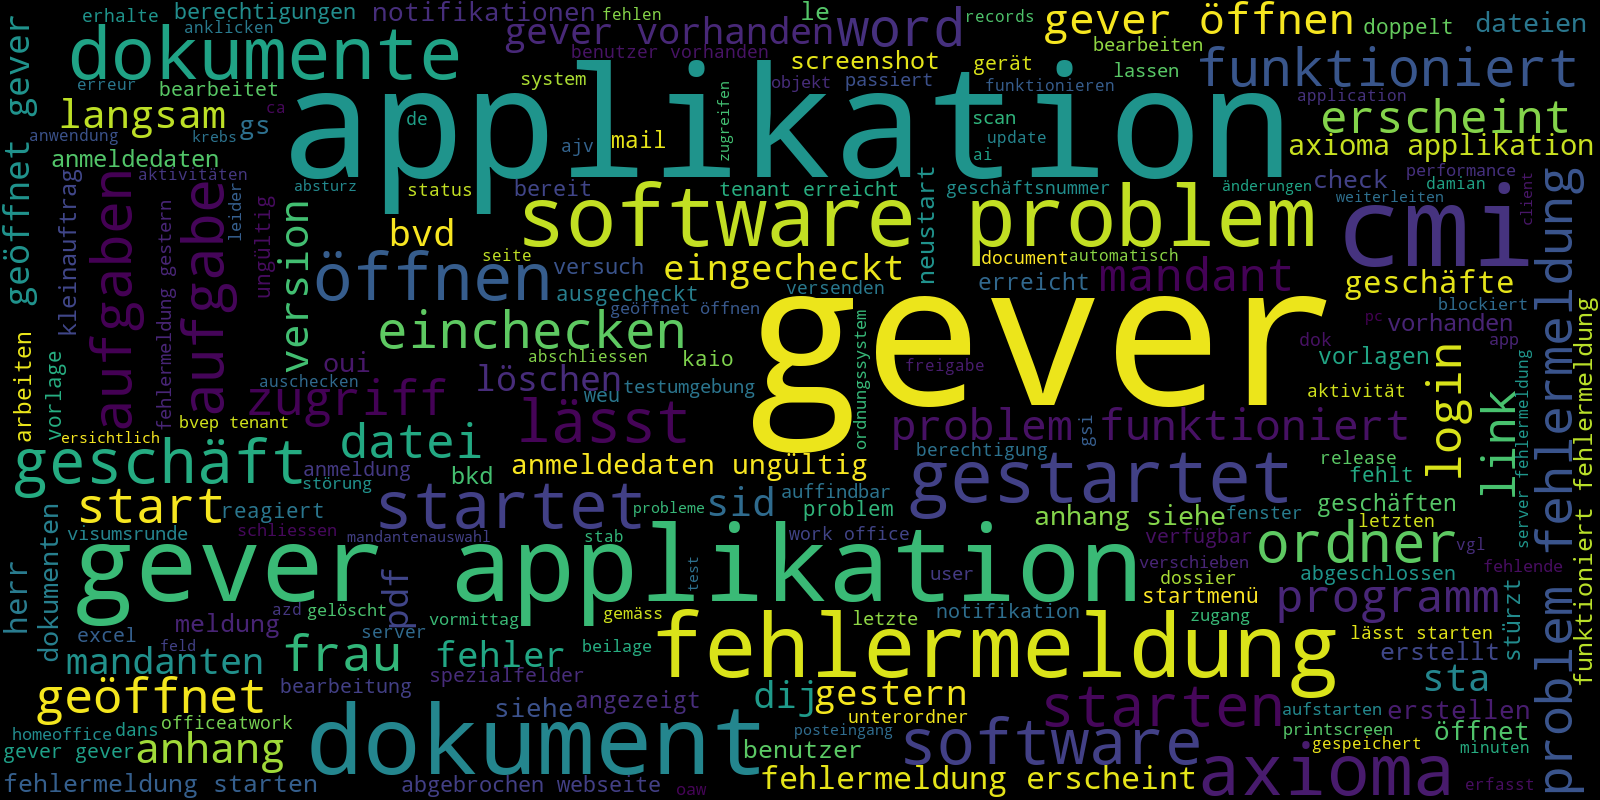 erhalte
berechtigungen
notifikationen
fehlen
le
records
gever öffnen
doppelt
dateien
anklicken
gever vorhanden
word
dokumente
benutzer vorhanden
screenshot
gerät
bearbeiten
funktioniert
lassen
erreur
bearbeitet
system
applikation
objekt
passiert
funktionieren
application
geöffnet gever
langsam
ca
gs
de
mail
zugreifen
scan
erscheint
anwendung
krebs
ajv
update
ai
axioma applikation
anmeldedaten
aktivitäten
absturz
status
bereit
tenant erreicht
geschäftsnummer
änderungen
check
performance
damian
weiterleiten
client
kleinauftrag
aufgaben
fehlermeldung gestern
aufgabe
leider
ungültig
version
bvd
software problem
neustart
cmi
problem fehlermeldung
öffnen
seite
versuch
eingecheckt
document
automatisch
erreicht
mandant
geschäfte
ausgecheckt
versenden
geöffnet öffnen
gever
blockiert
einchecken
ordnungssystem
pc
vorhanden
arbeiten
vorlage
oui
abschliessen
kaio
freigabe
dok
app
vorlagen
auschecken
zugriff
löschen
weu
testumgebung
aktivität
login
link
server fehlermeldung
funktioniert fehlermeldung
bvep tenant
lässt
problem funktioniert
gsi
ersichtlich
geschäft
datei
anmeldung
störung
bkd
anmeldedaten ungültig
berechtigung
gestartet
release
fehlt
start
reagiert
startet
probleme
sid
auffindbar
problem
anhang siehe
fenster
geschäften
letzten
visumsrunde
schliessen
mandantenauswahl
stab
work office
verfügbar
ordner
vgl
herr
dokumenten
gever applikation
test
user
verschieben
dossier
abgeschlossen
fehlende
startmenü
programm
stürzt
pdf
azd
gelöscht
vormittag
gemäss
notifikation
zugang
excel
meldung
feld
server
letzte
lässt starten
mandanten
frau
fehler
beilage
fehlermeldung
erstellt
geöffnet
bearbeitung
spezialfelder
sta
siehe
angezeigt
dij
gestern
unterordner
starten
aufstarten
erstellen
homeoffice
dans
officeatwork
dokument
posteingang
printscreen
öffnet
gever gever
anhang
benutzer
software
gespeichert
minuten
fehlermeldung starten
abgebrochen webseite
oaw
fehlermeldung erscheint
axioma
erfasst